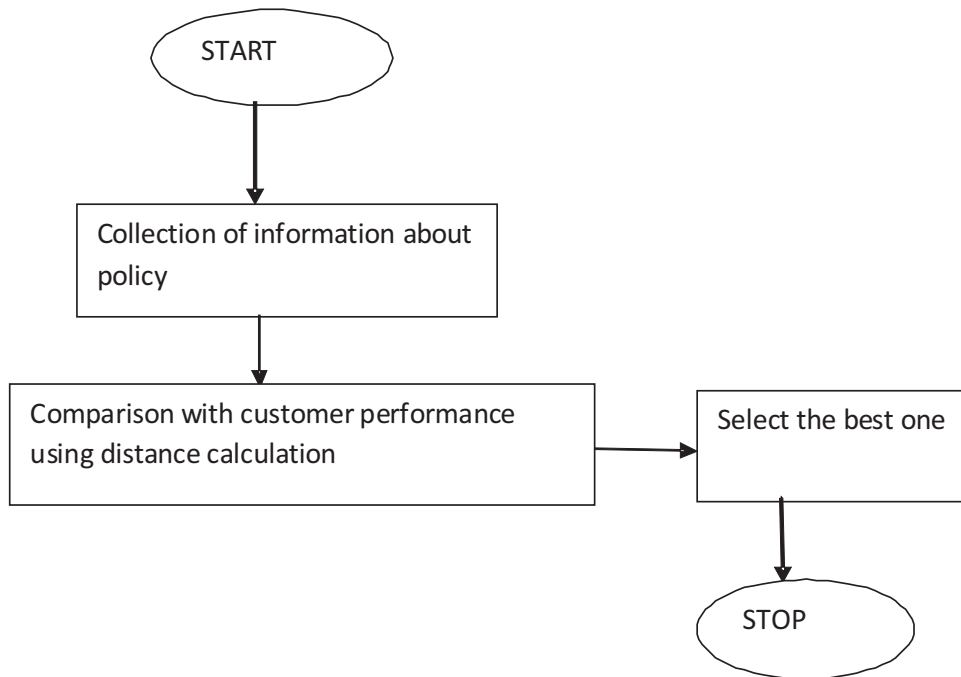 START
Collection of information about
policy
Comparison with customer performance
using distance calculation
Select the best one
STOP